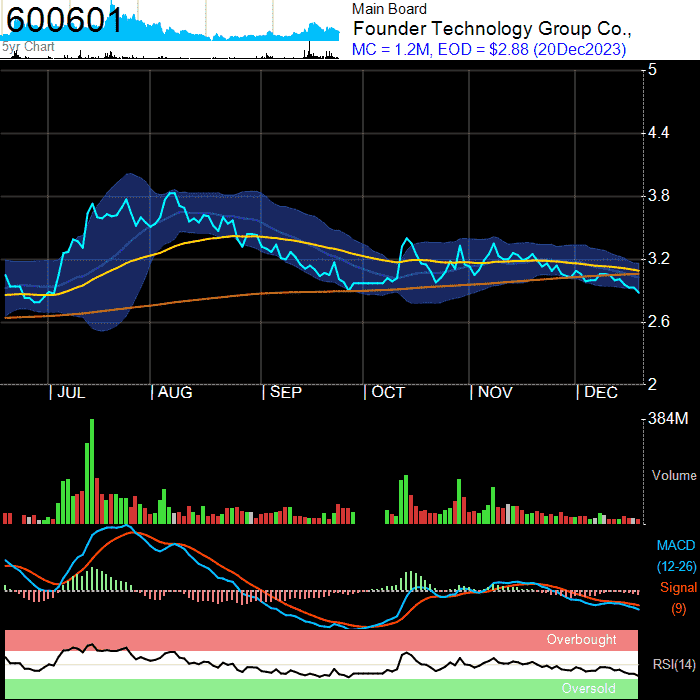 600601
5yr Chart
Main Board
Founder Technology Group Co.,
MC = 1.2M, EOD = $2.88 (20Dec2023)
5
4.4
3.8
3.2
2.6
2
JUL
AUG
SEP
OCT
NOV
DEC
384M
Volume
MACD
(12-26)
Signal
(9)
Overbought
RSI(14)
Oversold